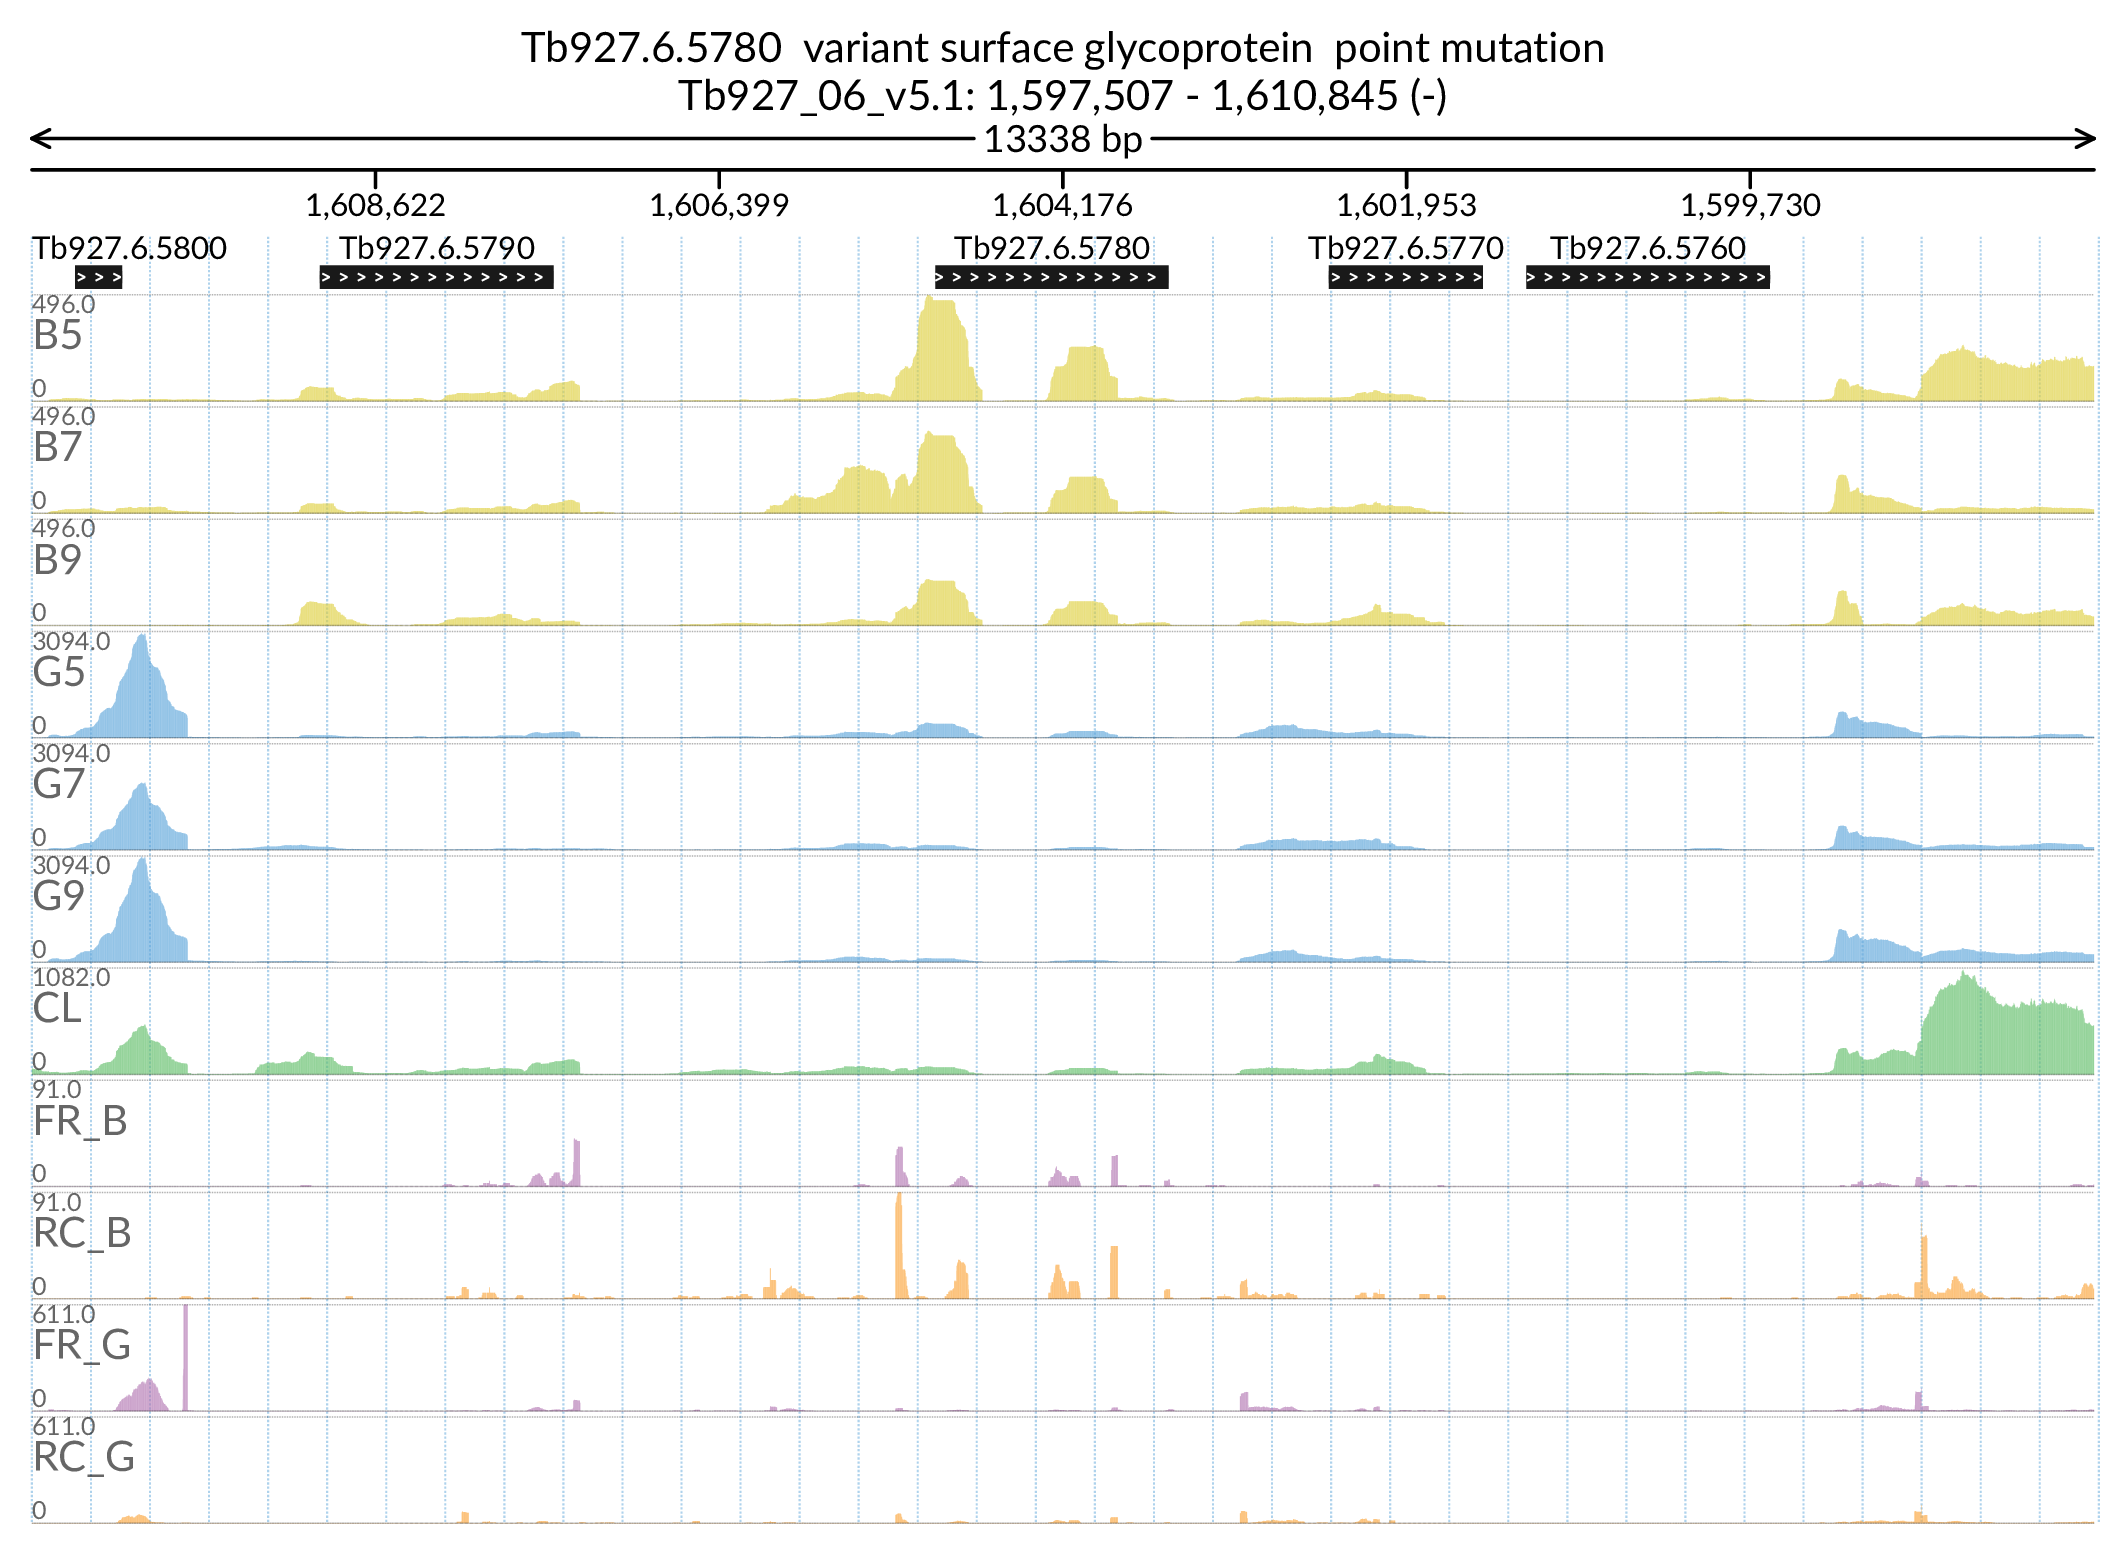 Tb927.6.5780  variant surface glycoprotein  point mutation
Tb927_06_v5.1: 1,597,507 - 1,610,845 (-)
13338 bp
1,608,622 1,606,399 1,604,176 1,601,953 1,599,730
Tb927.6.5800 Tb927.6.5790 Tb927.6.5780 Tb927.6.5770 Tb927.6.5760
496.0
B5
0
496.0
B7
0
496.0
B9
0
3094.0
G5
0
3094.0
G7
0
3094.0
G9
0
1082.0
CL
0
91.0
FR_B
0
91.0
RC_B
0
611.0
FR_G
0
611.0
RC_G
0